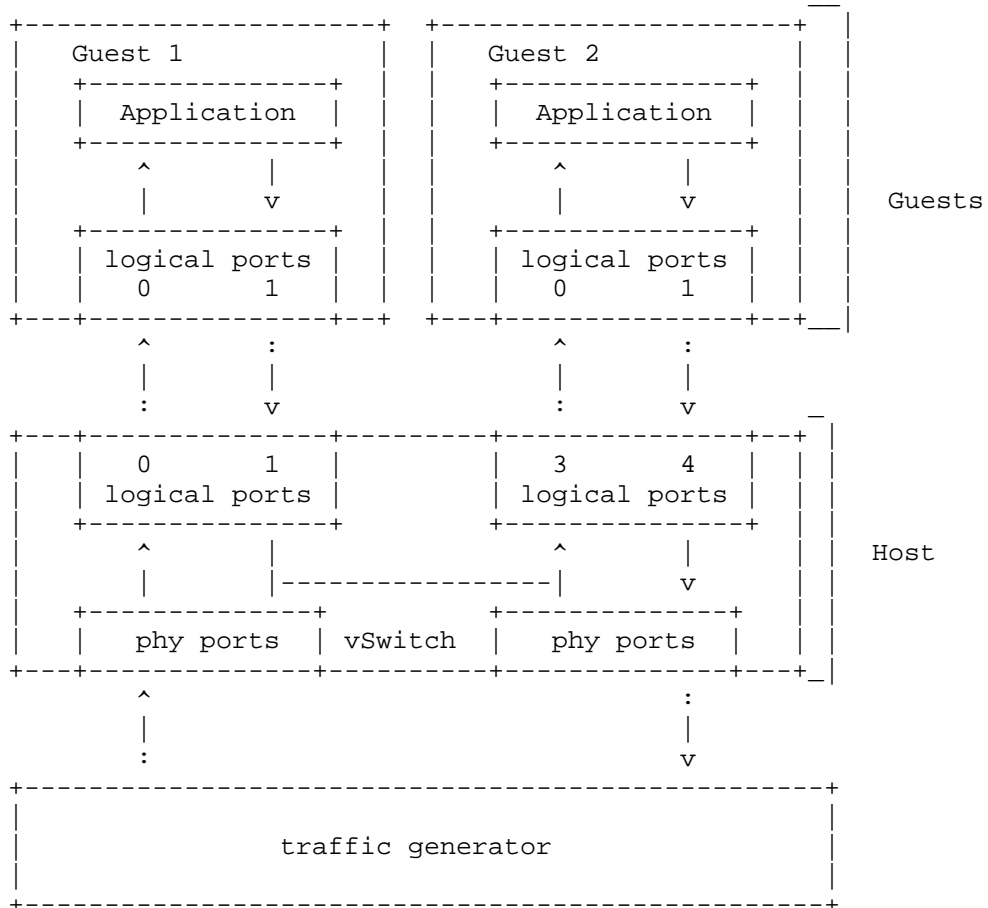 Guest 1 Guest 2
Application Application
Guests
logical ports logical ports
0 1 0 1
0 1 3 4
logical ports logical ports
Host
phy ports vSwitch phy ports
traffic generator